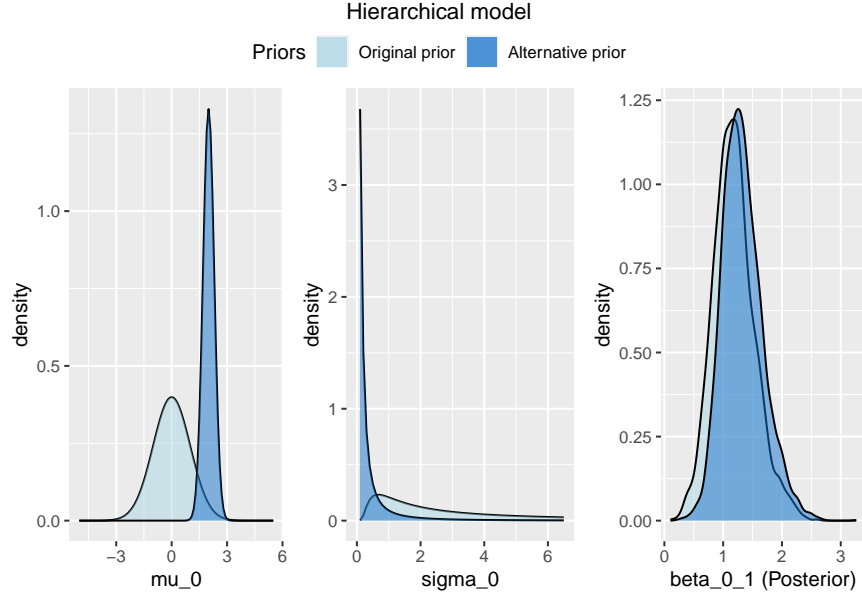 Hierarchical model
Priors Original prior Alternative prior
density
1.0
0.5
0.0
−3 0 3 6
mu_0
density
3
2
1
0
0 2 4 6
sigma_0
density
1.25
1.00
0.75
0.50
0.25
0.00
0 1 2 3
beta_0_1 (Posterior)